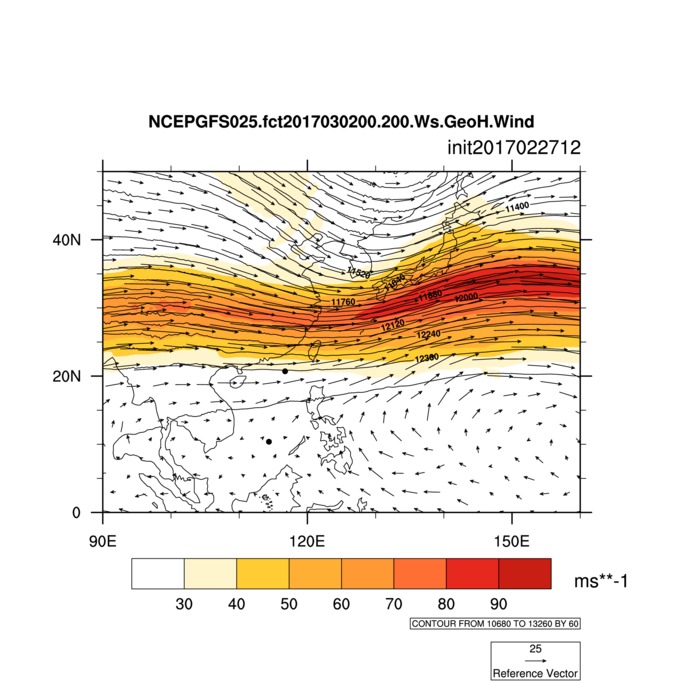 NCEPGFS025.fct2017030200.200.Ws.GeoH.Wind
init2017022712
11400
40N
11520
11640
11760
11880
12000
12120
12240
12360
20N
0
90E 120E 150E
ms**-1
30 40 50 60 70 80 90
CONTOUR FROM 10680 TO 13260 BY 60
25
Reference Vector